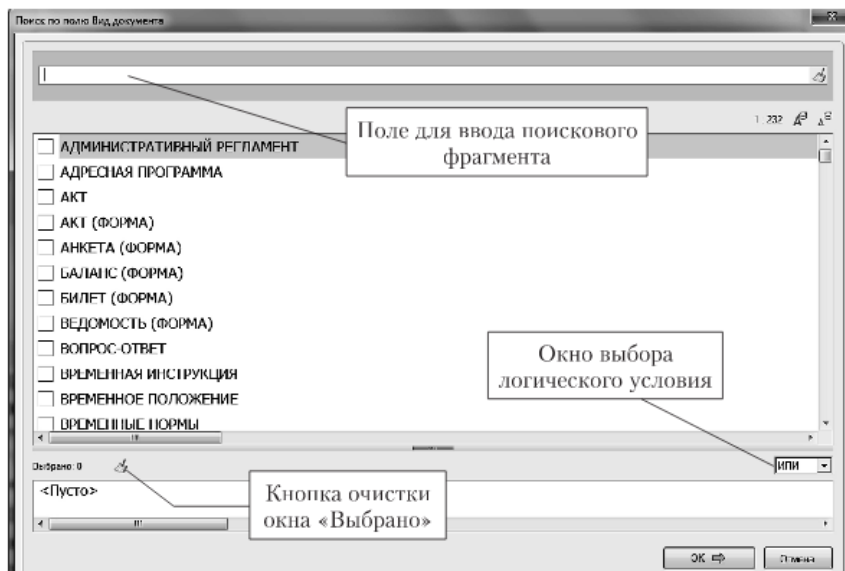 Поиск по полю Вид документа
1 232
Поле для ввода поискового
фрагмента
АДМИНИСТРАТИВНЫЙ РЕГЛАМЕНТ
АДРЕСНАЯ ПРОГРАММА
АКТ
АКТ (ФОРМА)
АНКЕТА (ФОРМА)
БАЛАНС (ФОРМА)
БИЛЕТ (ФОРМА)
ВЕДОМОСТЬ (ФОРМА)
ВОПРОС-ОТВЕТ
ВРЕМЕННАЯ ИНСТРУКЦИЯ
ВРЕМЕННОЕ ПОЛОЖЕНИЕ
ВРЕМЕННЫЕ НОРМЫ
Окно выбора
логического условия
Выбрано: 0
ИЛИ
<Пусто>
Кнопка очистки
окна «Выбрано»
ОК
Отмена